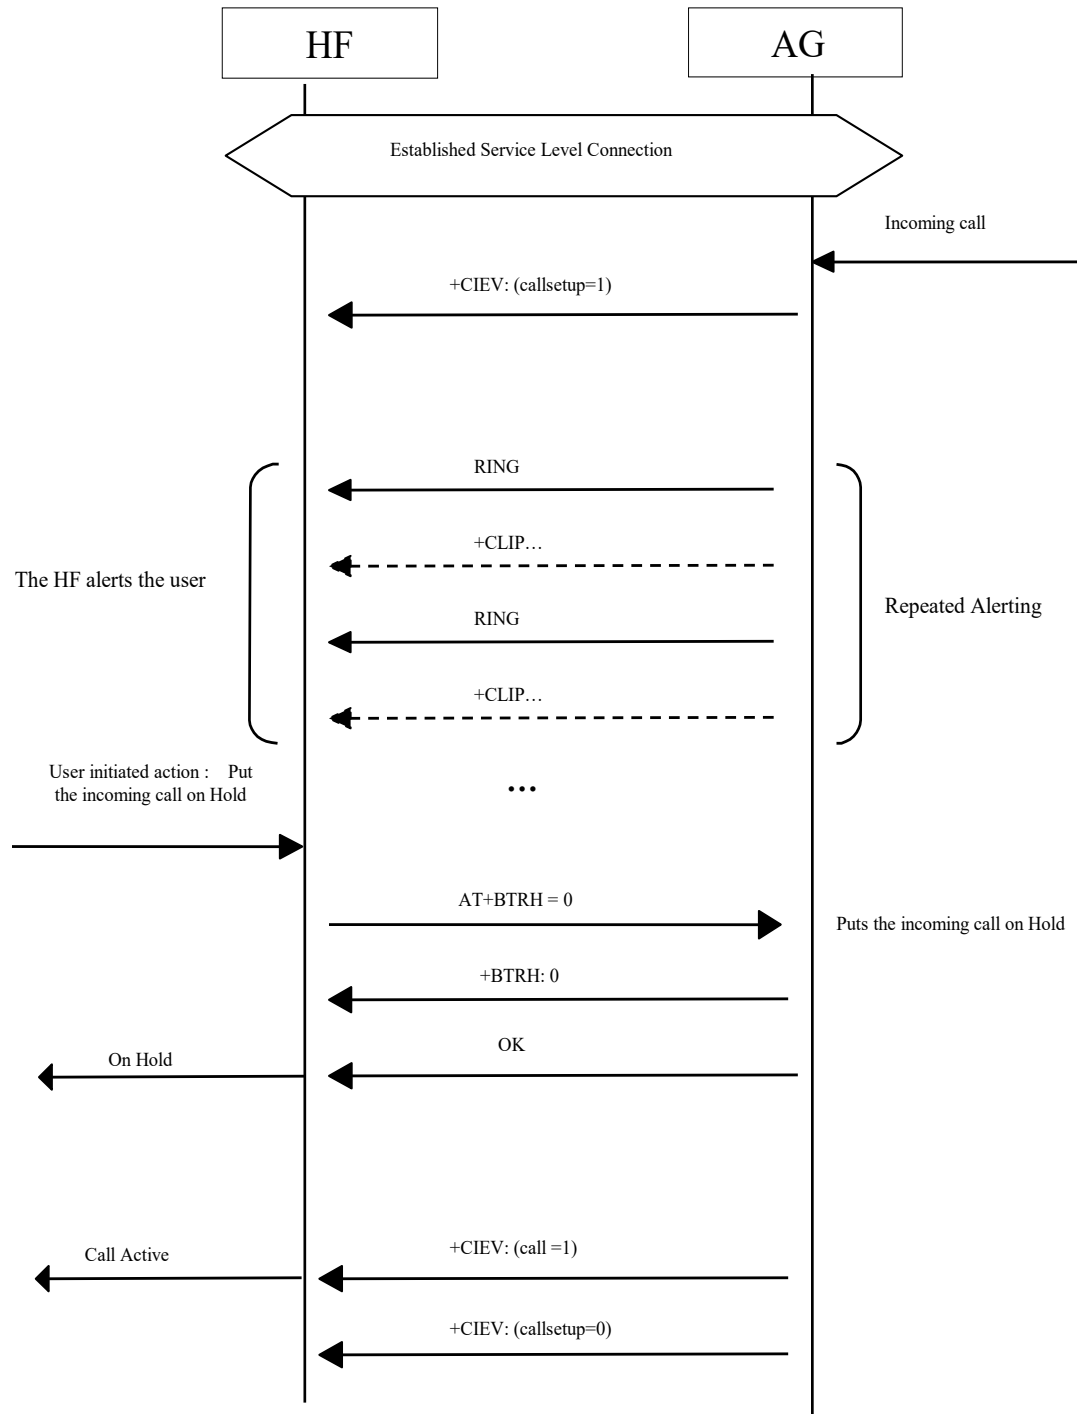 HF
AG
Established Service Level Connection
Incoming call
+CIEV: (callsetup=1)
RING
+CLIP…
The HF alerts the user
Repeated Alerting
RING
+CLIP…
User initiated action : Put
the incoming call on Hold
...
AT+BTRH = 0
Puts the incoming call on Hold
+BTRH: 0
OK
On Hold
+CIEV: (call =1)
Call Active
+CIEV: (callsetup=0)